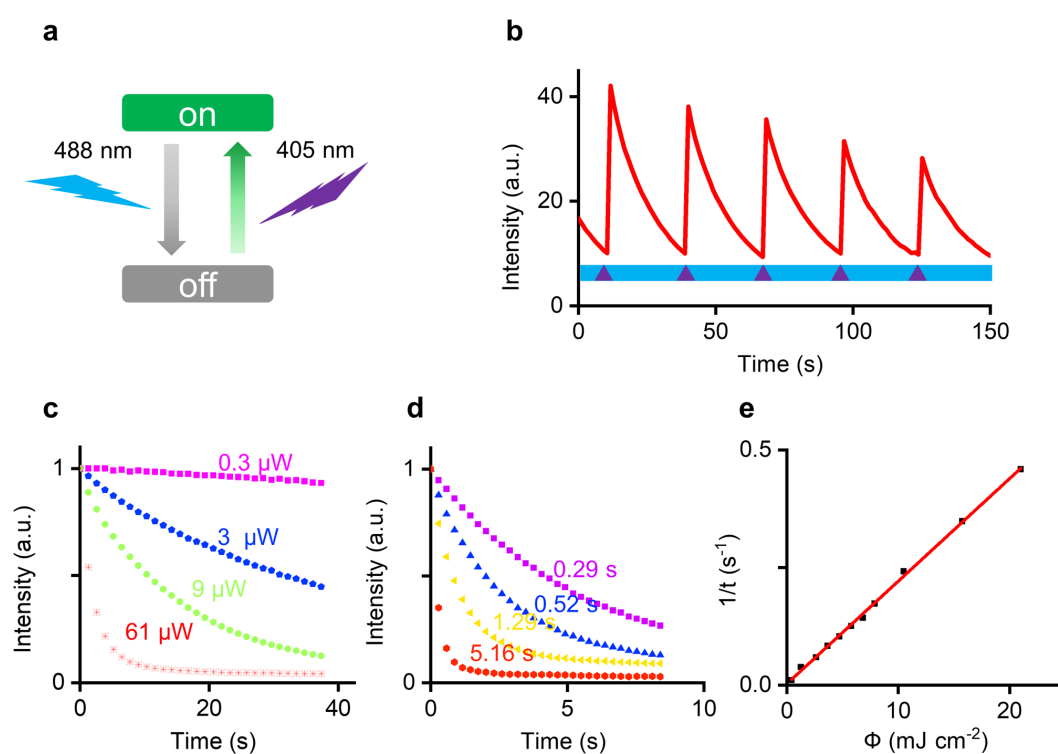 a
on
488 nm
405 nm
off
b
Intensity (a.u.)
40
20
0
0
50
100
150
Time (s)
c
Intensity (a.u.)
1
0
0.3 µW
3 µW
9 µW
61 µW
0
20
40
Time (s)
d
Intensity (a.u.)
1
0
0.29 s
0.52 s
1.29 s
5.16 s
0
5
10
Time (s)
e
1/t (s⁻¹)
0.5
0.0
0
10
20
Φ (mJ cm⁻²)